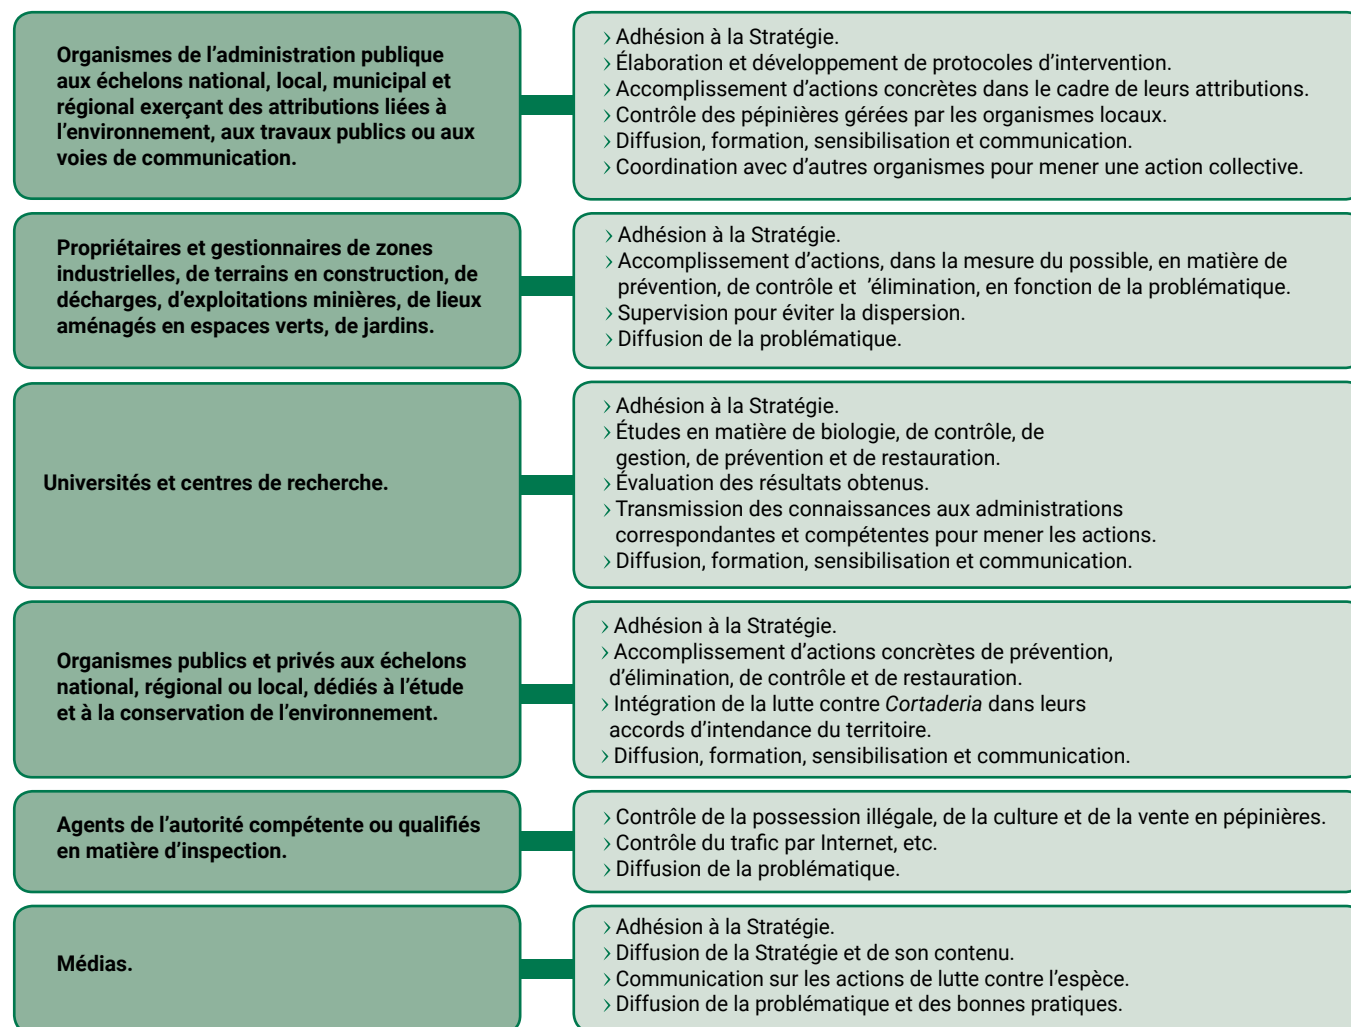 Organismes de l’administration publique
aux échelons national, local, municipal et
régional exerçant des attributions liées à
l’environnement, aux travaux publics ou aux
voies de communication.
› Adhésion à la Stratégie.
› Élaboration et développement de protocoles d’intervention.
› Accomplissement d’actions concrètes dans le cadre de leurs attributions.
› Contrôle des pépinières gérées par les organismes locaux.
› Diffusion, formation, sensibilisation et communication.
› Coordination avec d’autres organismes pour mener une action collective.
Propriétaires et gestionnaires de zones
industrielles, de terrains en construction, de
décharges, d’exploitations minières, de lieux
aménagés en espaces verts, de jardins.
› Adhésion à la Stratégie.
› Accomplissement d’actions, dans la mesure du possible, en matière de
prévention, de contrôle et ’élimination, en fonction de la problématique.
› Supervision pour éviter la dispersion.
› Diffusion de la problématique.
Universités et centres de recherche.
› Adhésion à la Stratégie.
› Études en matière de biologie, de contrôle, de
gestion, de prévention et de restauration.
› Évaluation des résultats obtenus.
› Transmission des connaissances aux administrations
correspondantes et compétentes pour mener les actions.
› Diffusion, formation, sensibilisation et communication.
Organismes publics et privés aux échelons
national, régional ou local, dédiés à l’étude
et à la conservation de l’environnement.
› Adhésion à la Stratégie.
› Accomplissement d’actions concrètes de prévention,
d’élimination, de contrôle et de restauration.
› Intégration de la lutte contre Cortaderia dans leurs
accords d’intendance du territoire.
› Diffusion, formation, sensibilisation et communication.
Agents de l’autorité compétente ou qualifiés
en matière d’inspection.
› Contrôle de la possession illégale, de la culture et de la vente en pépinières.
› Contrôle du trafic par Internet, etc.
› Diffusion de la problématique.
Médias.
› Adhésion à la Stratégie.
› Diffusion de la Stratégie et de son contenu.
› Communication sur les actions de lutte contre l’espèce.
› Diffusion de la problématique et des bonnes pratiques.